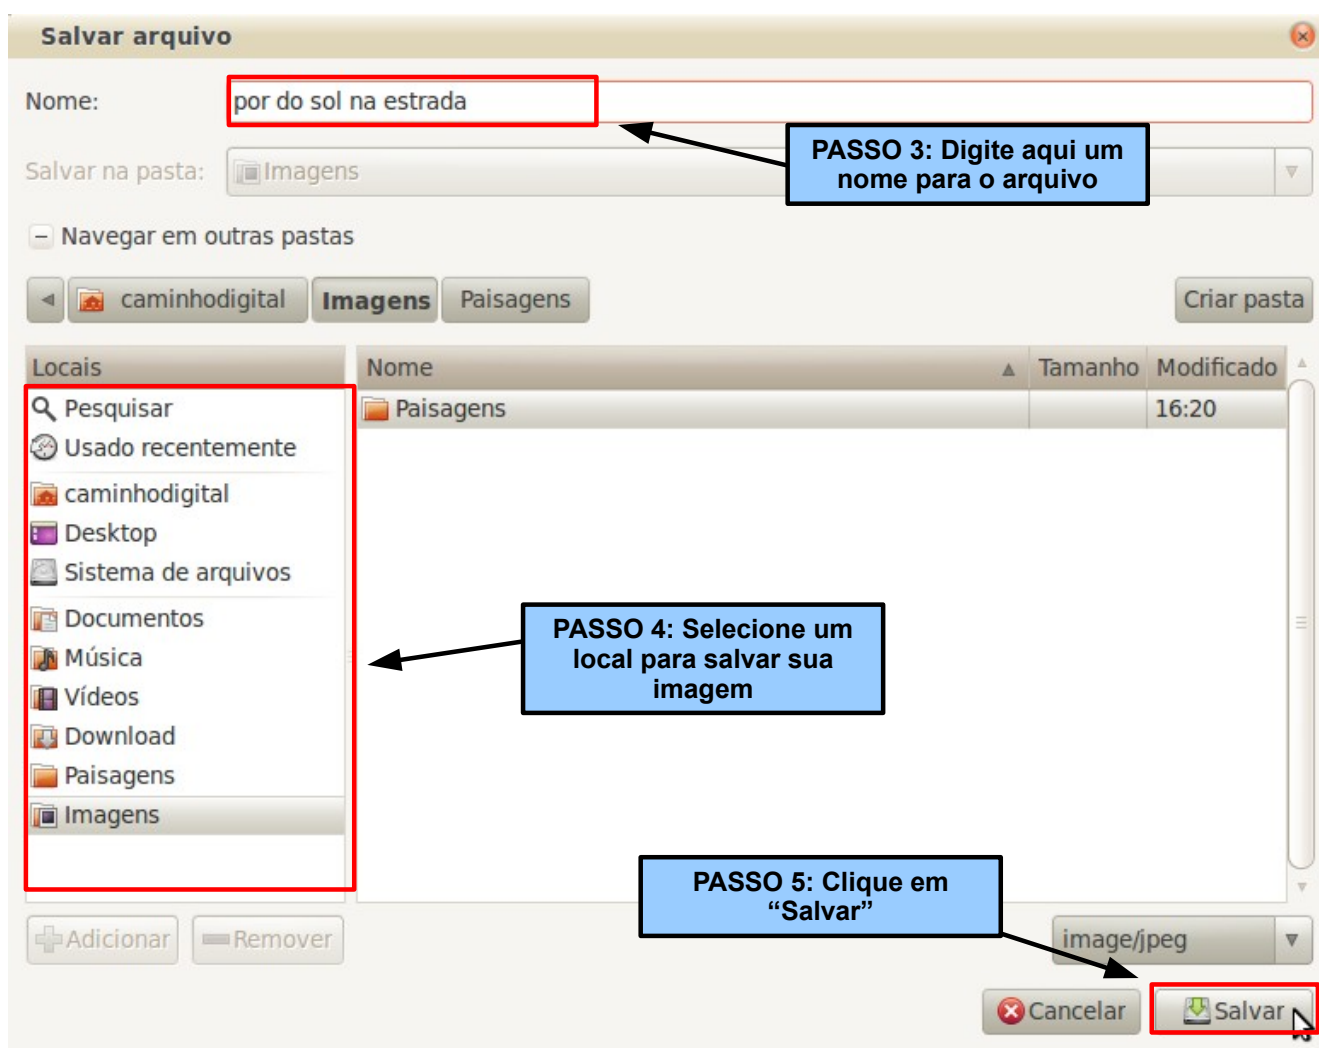 Salvar arquivo
Nome: por do sol na estrada
PASSO 3: Digite aqui um
nome para o arquivo
Salvar na pasta: Imagens
Navegar em outras pastas
caminhodigital Imagens Paisagens Criar pasta
Locais Nome Tamanho Modificado
Pesquisar Paisagens 16:20
Usado recentemente
caminhodigital
Desktop
Sistema de arquivos
Documentos
Música
Vídeos
Download
Paisagens
Imagens
PASSO 4: Selecione um
local para salvar sua
imagem
PASSO 5: Clique em
“Salvar”
Adicionar Remover image/jpeg
Cancelar Salvar